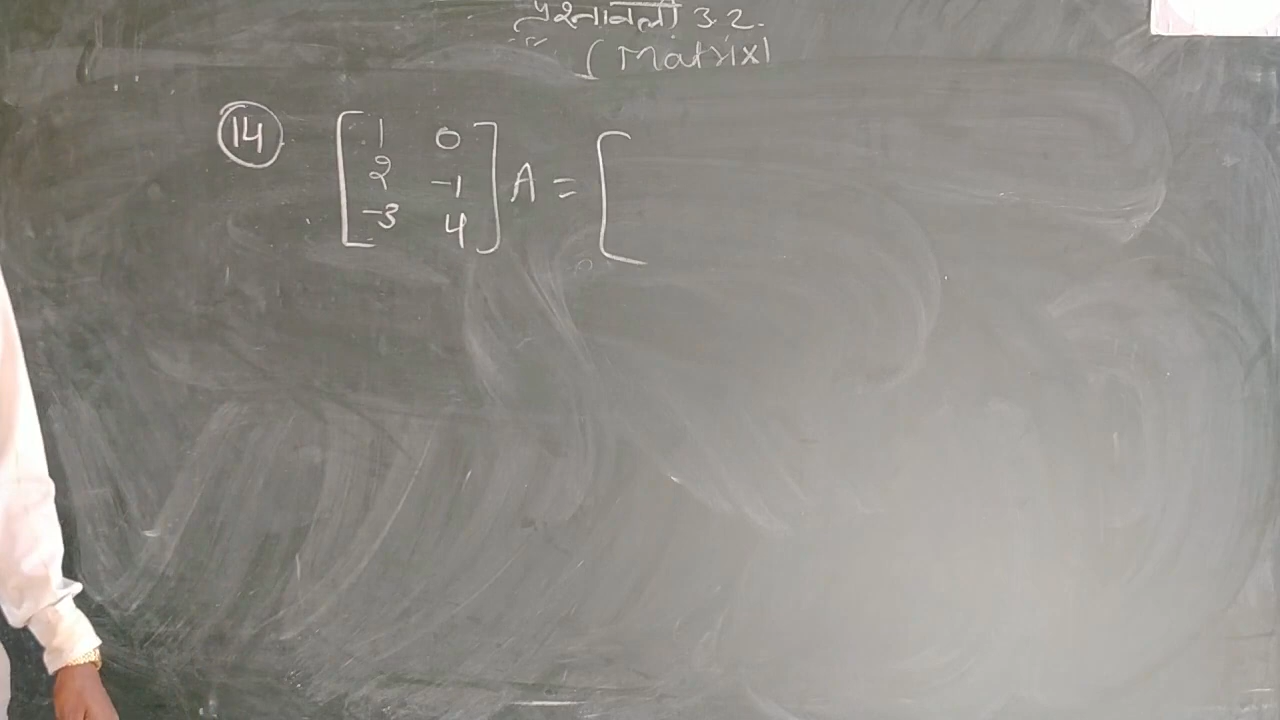 प्रश्नावली 3.2.
(Matrix)
14 [ 1 0
2 -1
-3 4 ] A = [